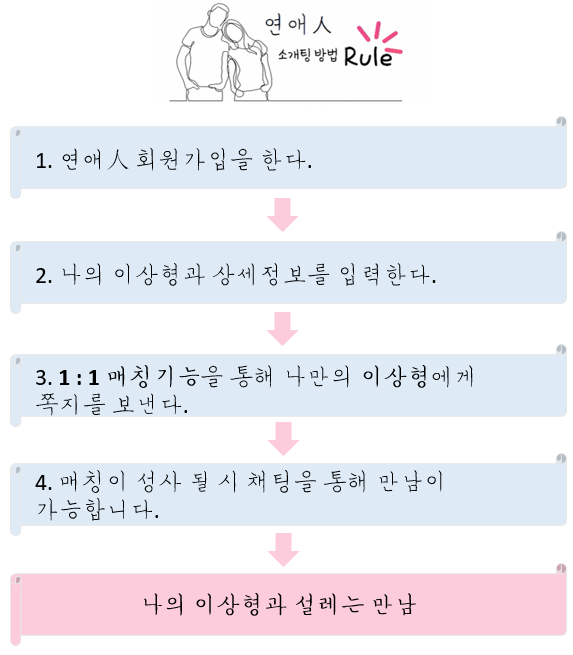 연애人
소개팅 방법 Rule
1. 연애人 회원가입을 한다.
2. 나의 이상형과 상세정보를 입력한다.
3. 1 : 1 매칭기능을 통해 나만의 이상형에게
쪽지를 보낸다.
4. 매칭이 성사 될 시 채팅을 통해 만남이
가능합니다.
나의 이상형과 설레는 만남